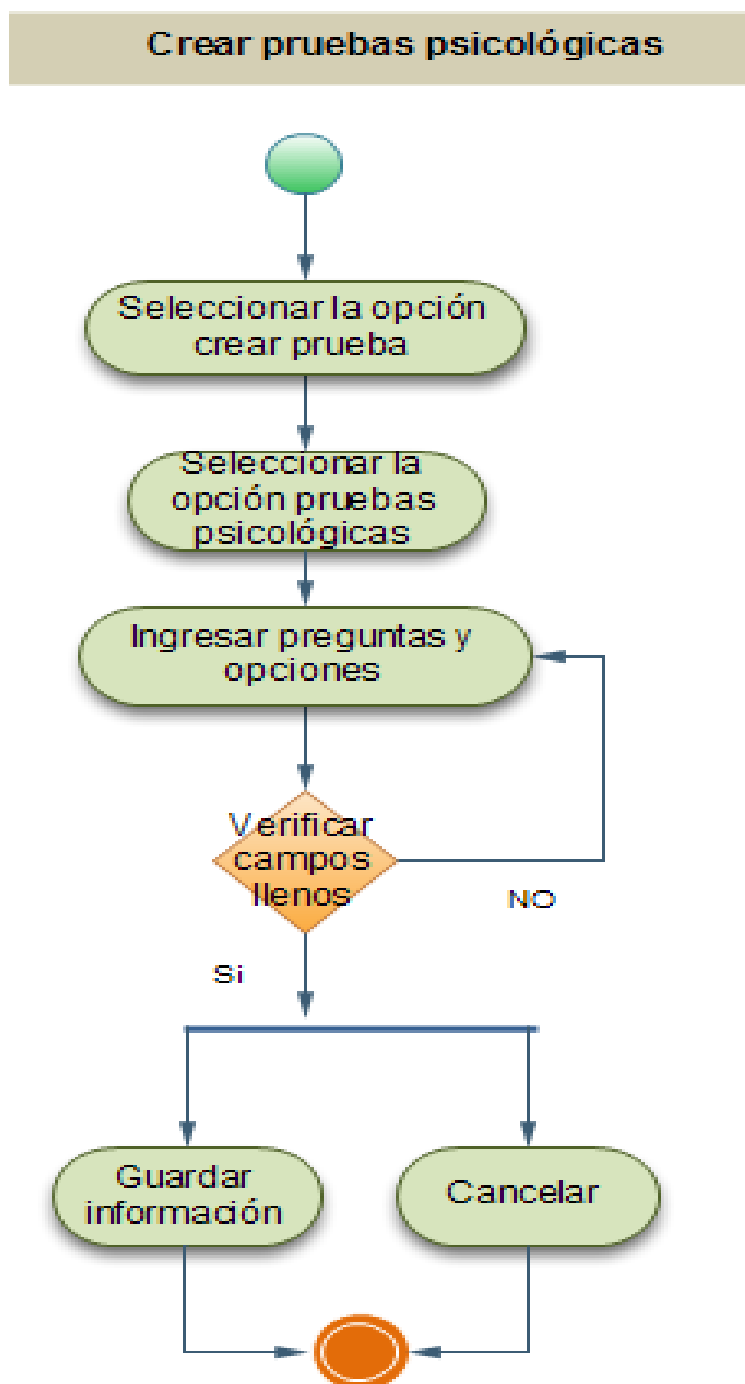 Crear pruebas psicológicas
Seleccionar la opción
crear prueba
Seleccionar la
opción pruebas
psicológicas
Ingresar preguntas y
opciones
Verificar
campos
llenos
NO
Si
Guardar
información
Cancelar